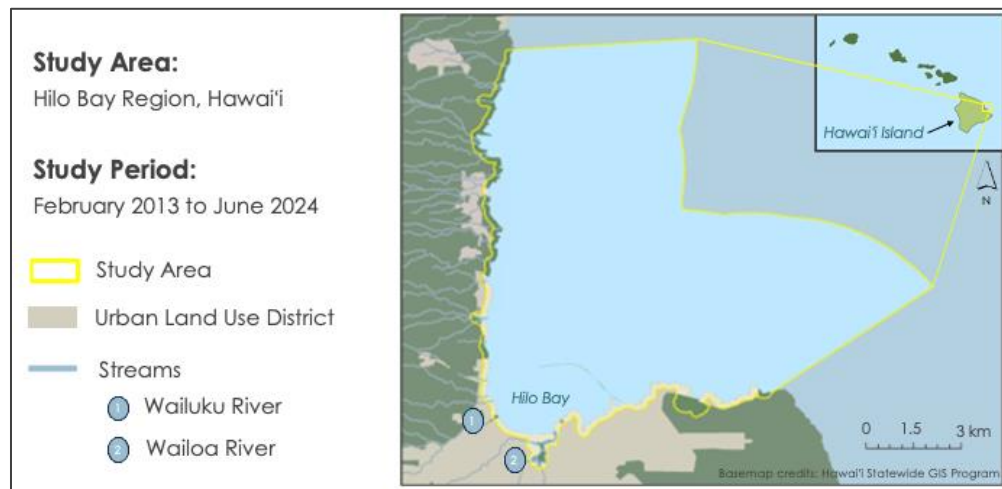 Study Area:
Hilo Bay Region, Hawai'i
Study Period:
February 2013 to June 2024
Study Area
Urban Land Use District
Streams
1 Wailuku River
2 Wailoa River
Hawai'i Island
N
Hilo Bay
1
2
0 1.5 3 km
Basemap credits: Hawai'i Statewide GIS Program